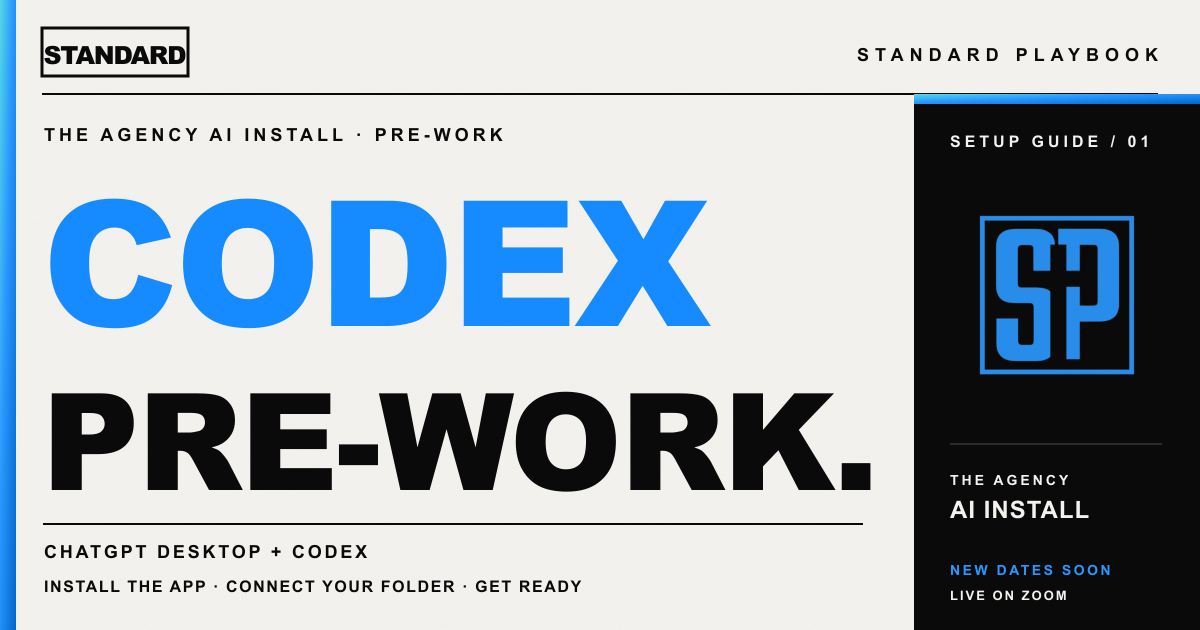 STANDARD
STANDARD PLAYBOOK
THE AGENCY AI INSTALL · PRE-WORK
CODEX
PRE-WORK.
CHATGPT DESKTOP + CODEX
INSTALL THE APP · CONNECT YOUR FOLDER · GET READY
SETUP GUIDE / 01
SP
THE AGENCY
AI INSTALL
NEW DATES SOON
LIVE ON ZOOM